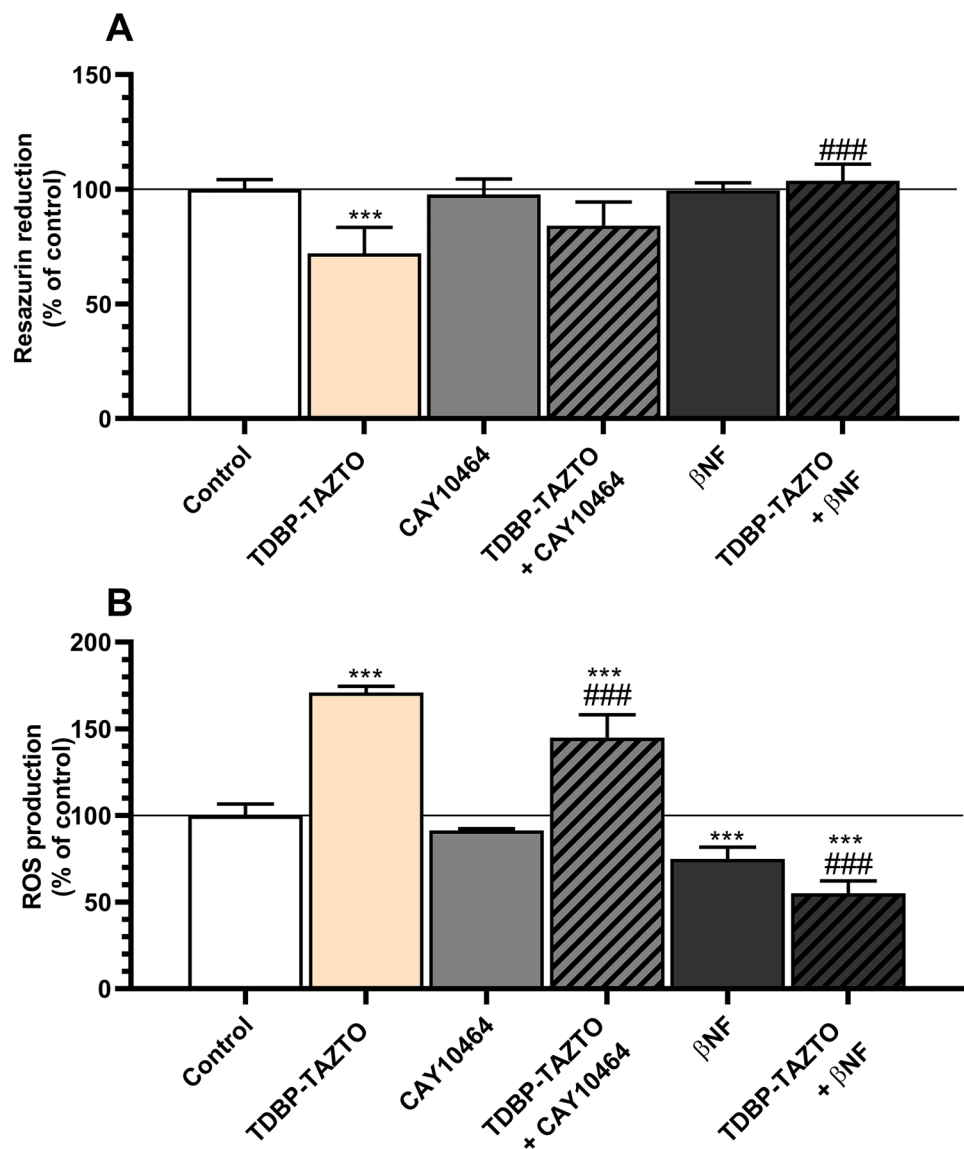 A
Resazurin reduction
(% of control)
150
100
50
0
***
###
Control
TDBP-TAZTO
CAY10464
TDBP-TAZTO
+ CAY10464
βNF
TDBP-TAZTO
+ βNF
B
ROS production
(% of control)
200
150
100
50
0
***
***
###
***
***
###
Control
TDBP-TAZTO
CAY10464
TDBP-TAZTO
+ CAY10464
βNF
TDBP-TAZTO
+ βNF